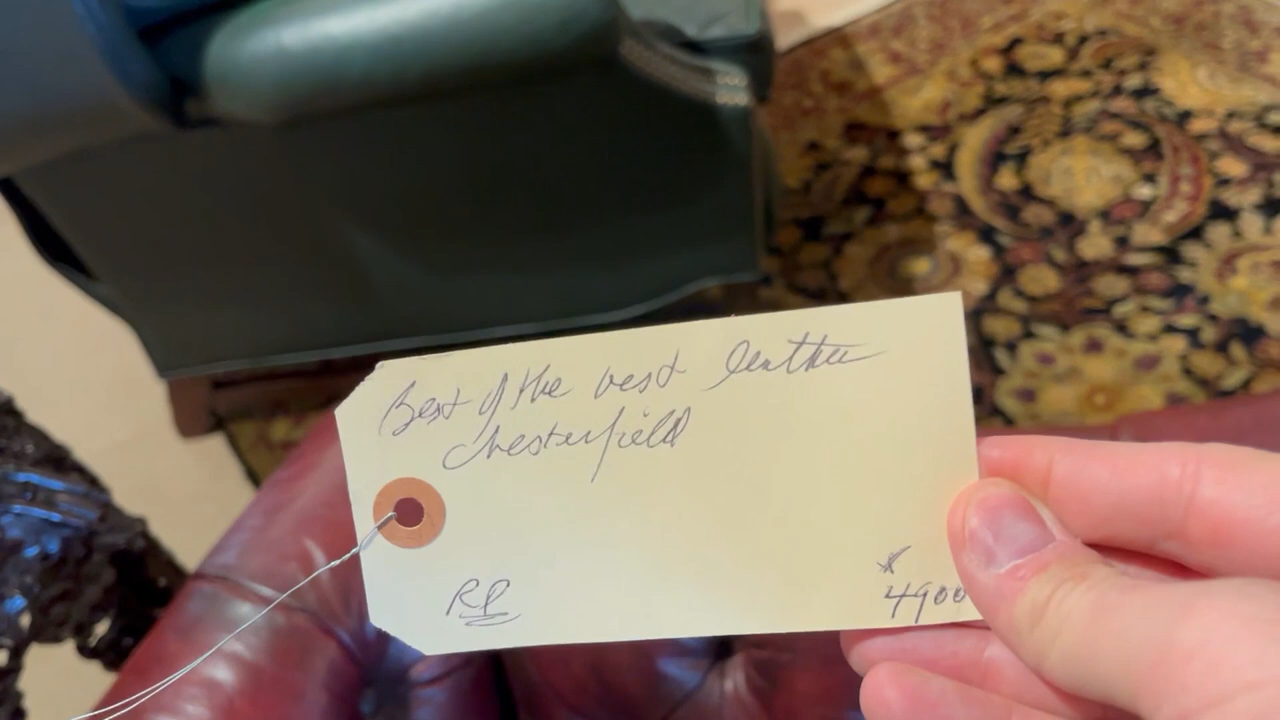 Best of the best leather
Chesterfield
RP
$
4900